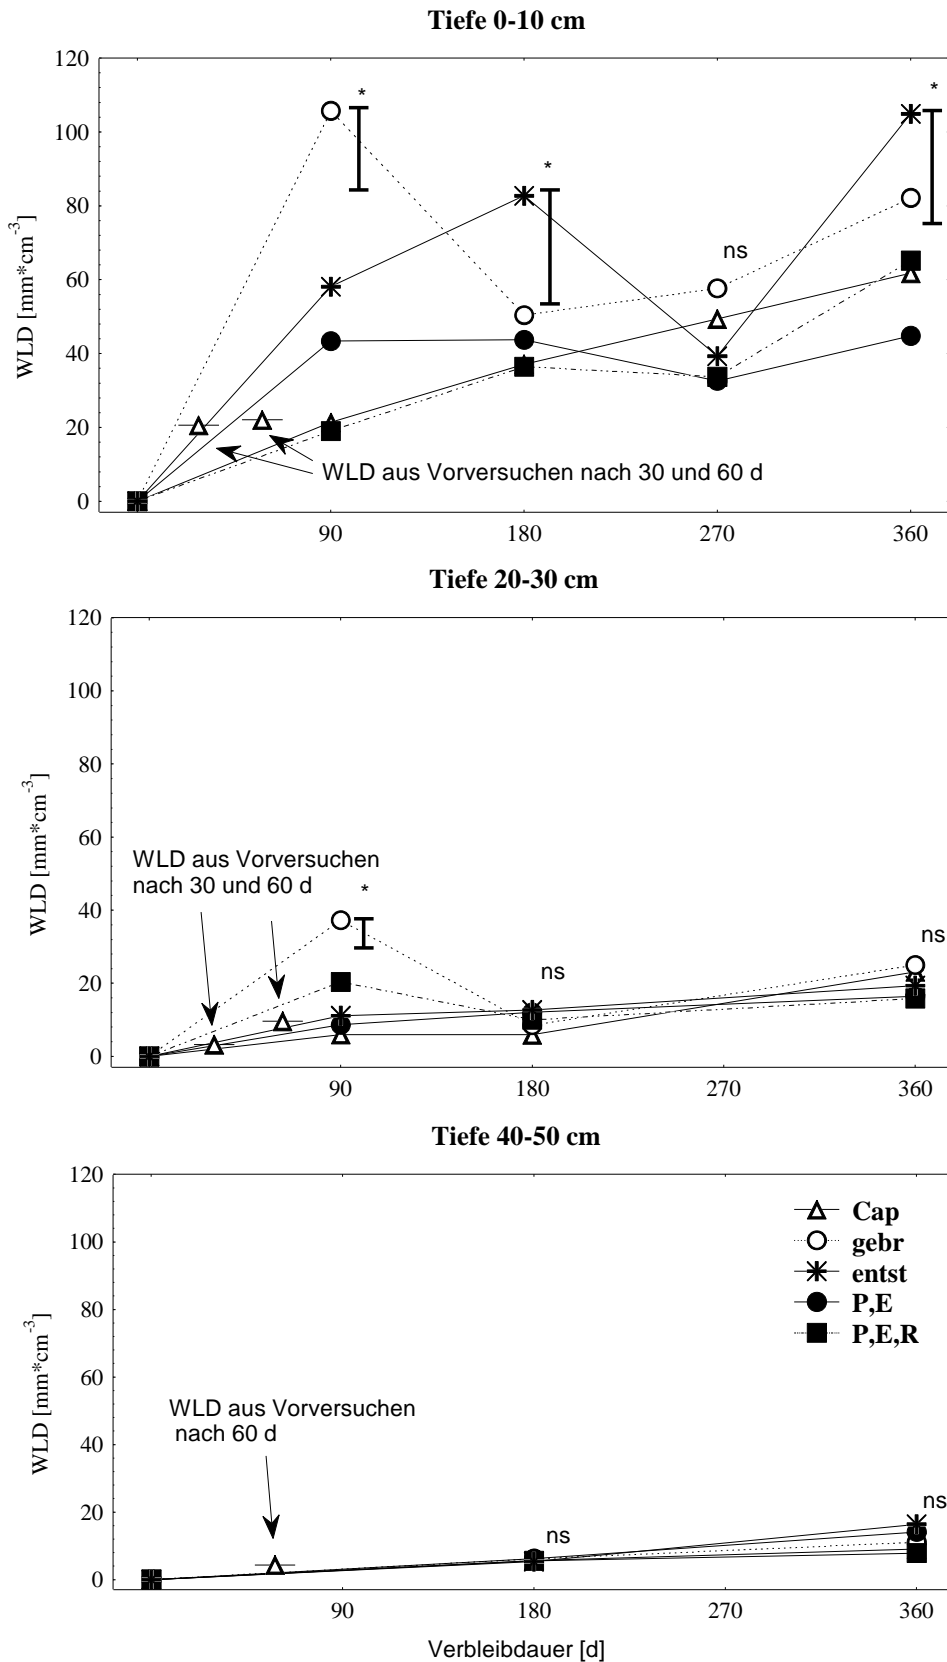 Tiefe 0-10 cm
120
100
80
60
40
20
0
WLD [mm*cm-3]
*
*
ns
*
WLD aus Vorversuchen nach 30 und 60 d
90
180
270
360
Tiefe 20-30 cm
120
100
80
60
40
20
0
WLD [mm*cm-3]
WLD aus Vorversuchen
nach 30 und 60 d
*
ns
ns
90
180
270
360
Tiefe 40-50 cm
120
100
80
60
40
20
0
WLD [mm*cm-3]
Cap
gebr
entst
P,E
P,E,R
WLD aus Vorversuchen
nach 60 d
ns
ns
90
180
270
360
Verbleibdauer [d]